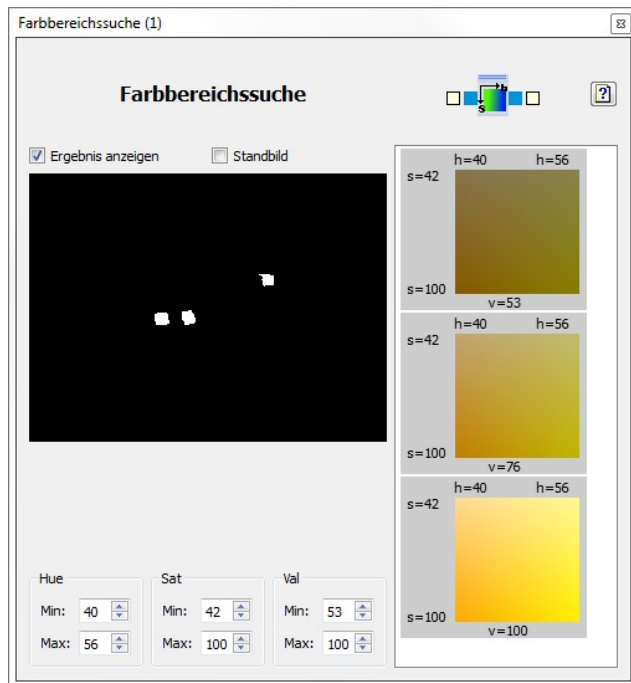 Farbbereichssuche (1)
Farbbereichssuche
h
s
?
Ergebnis anzeigen
Standbild
h=40 h=56
s=42
s=100
v=53
h=40 h=56
s=42
s=100
v=76
h=40 h=56
s=42
s=100
v=100
Hue
Min: 40
Max: 56
Sat
Min: 42
Max: 100
Val
Min: 53
Max: 100